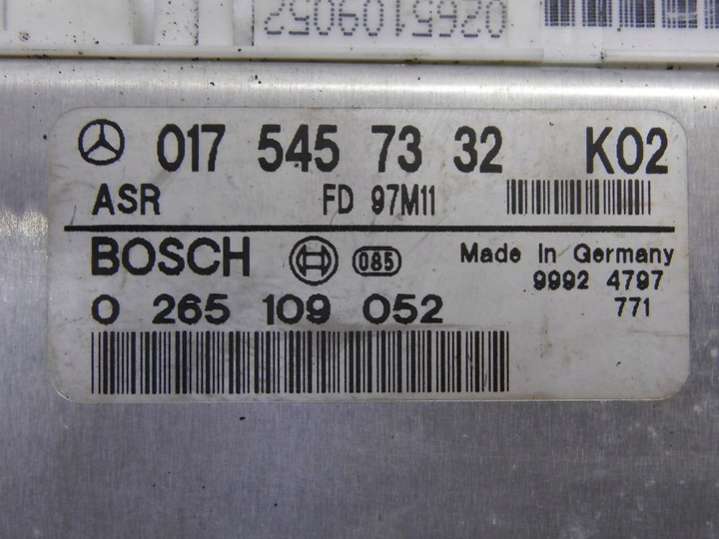 0265109052
017 545 73 32 K02
ASR FD 97M11
BOSCH 085 Made In Germany
0 265 109 052 9992 4797
771